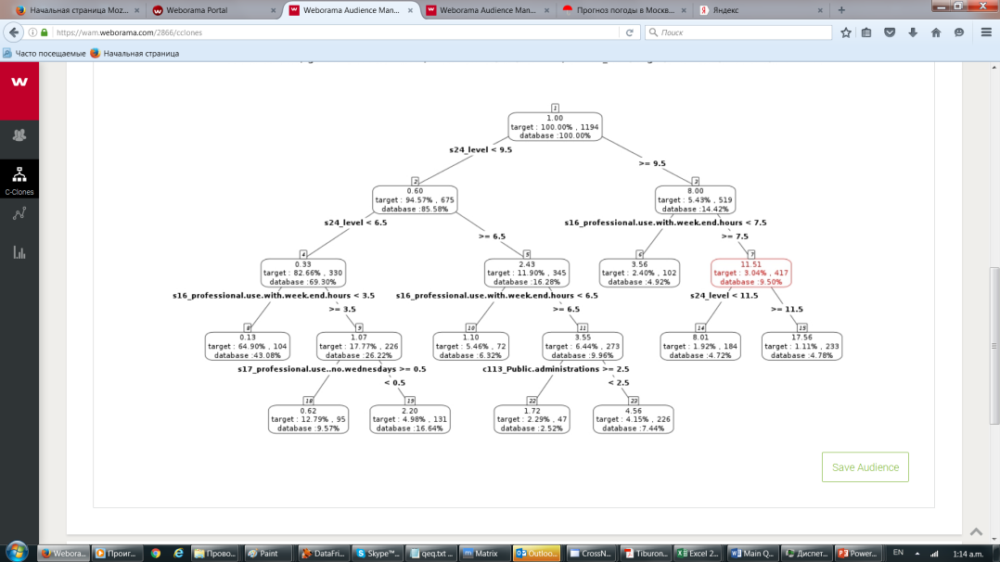 Начальная страница Moz...
Weborama Portal
Weborama Audience Man...
Weborama Audience Man...
Прогноз погоды в Москв...
Яндекс
https://wam.weborama.com/2866/cclones
Поиск
Часто посещаемые
Начальная страница
C-Clones
1
1.00
target : 100.00% , 1194
database :100.00%
s24_level < 9.5
>= 9.5
2
0.60
target : 94.57% , 675
database :85.58%
3
8.00
target : 5.43% , 519
database :14.42%
s24_level < 6.5
>= 6.5
s16_professional.use.with.week.end.hours < 7.5
>= 7.5
4
0.33
target : 82.66% , 330
database :69.30%
5
2.43
target : 11.90% , 345
database :16.28%
6
3.56
target : 2.40% , 102
database :4.92%
7
11.51
target : 3.04% , 417
database :9.50%
s16_professional.use.with.week.end.hours < 3.5
>= 3.5
s16_professional.use.with.week.end.hours < 6.5
>= 6.5
s24_level < 11.5
>= 11.5
8
0.13
target : 64.90% , 104
database :43.08%
9
1.07
target : 17.77% , 226
database :26.22%
10
1.10
target : 5.46% , 72
database :6.32%
11
3.55
target : 6.44% , 273
database :9.96%
14
8.01
target : 1.92% , 184
database :4.72%
15
17.56
target : 1.11% , 233
database :4.78%
s17_professional.use..no.wednesdays >= 0.5
< 0.5
c113_Public.administrations >= 2.5
< 2.5
18
0.62
target : 12.79% , 95
database :9.57%
19
2.20
target : 4.98% , 131
database :16.64%
22
1.72
target : 2.29% , 47
database :2.52%
23
4.56
target : 4.15% , 226
database :7.44%
Save Audience
Webora...
Проиг...
Прово...
Paint
DataFri...
Skype™...
qeq.txt ...
Matrix
Outloo...
CrossN...
Tiburon...
Excel 2...
Main Q...
Диспет...
Power...
EN
1:14 a.m.